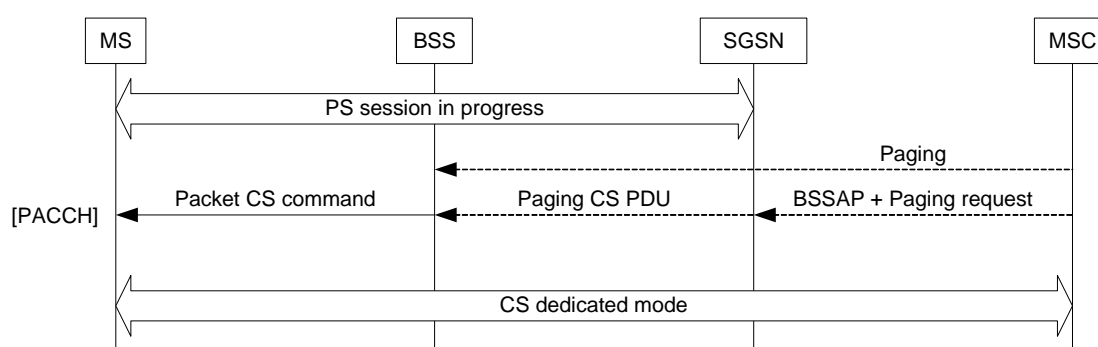 MS
BSS
SGSN
MSC
PS session in progress
Paging
Packet CS command
Paging CS PDU
BSSAP + Paging request
[PACCH]
CS dedicated mode